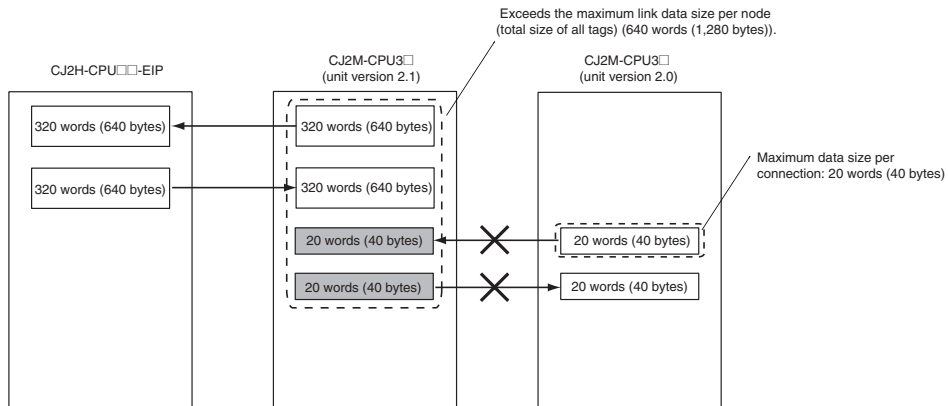 Exceeds the maximum link data size per node
(total size of all tags) (640 words (1,280 bytes)).
CJ2H-CPU□□-EIP
CJ2M-CPU3□
(unit version 2.1)
CJ2M-CPU3□
(unit version 2.0)
320 words (640 bytes)
320 words (640 bytes)
320 words (640 bytes)
320 words (640 bytes)
Maximum data size per
connection: 20 words (40 bytes)
20 words (40 bytes)
20 words (40 bytes)
20 words (40 bytes)
20 words (40 bytes)